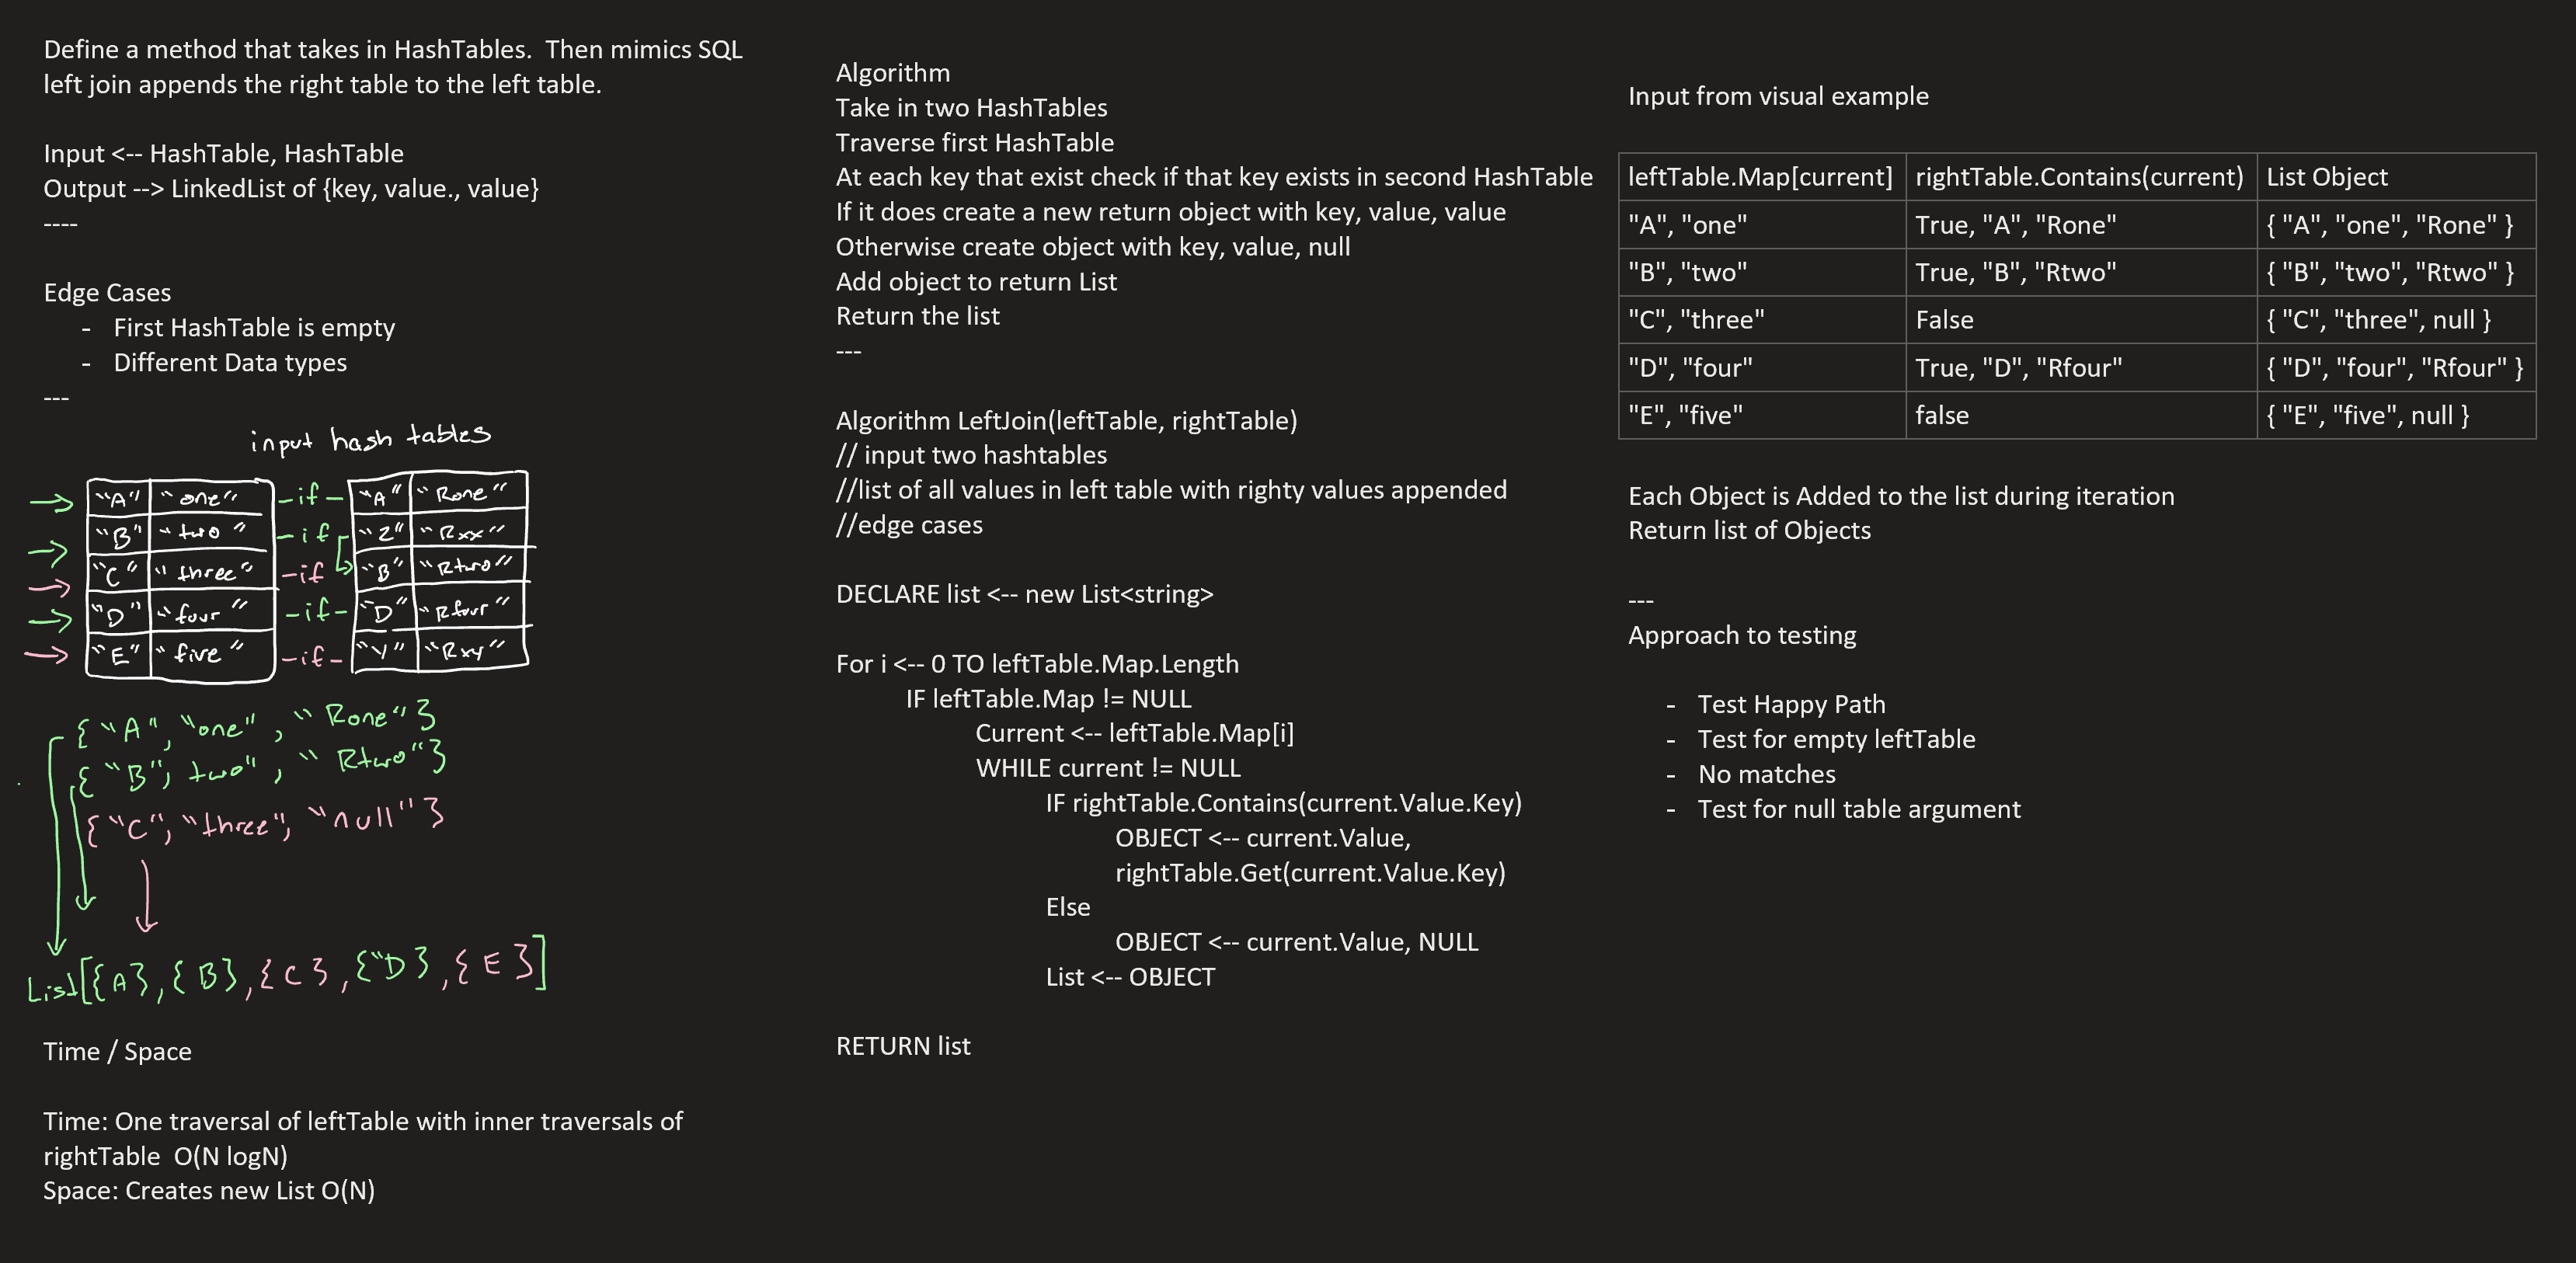 Define a method that takes in HashTables.  Then mimics SQL
left join appends the right table to the left table.
Input <-- HashTable, HashTable
Output --> LinkedList of {key, value., value}
----
Edge Cases
- First HashTable is empty
- Different Data types
---
input hash tables
"A" "one" -if- "A" "Rone"
"B" "two" -if "Z" "Rxx"
"C" "three" -if "B" "Rtwo"
"D" "four" -if- "D" "Rfour"
"E" "five" -if- "Y" "Rxy"
{ "A", "one", "Rone" }
{ "B", two", "Rtwo" }
{ "C", "three", "null" }
List[{A}, {B}, {C}, {"D}, {E}]
Time / Space
Time: One traversal of leftTable with inner traversals of
rightTable  O(N logN)
Space: Creates new List O(N)
Algorithm
Take in two HashTables
Traverse first HashTable
At each key that exist check if that key exists in second HashTable
If it does create a new return object with key, value, value
Otherwise create object with key, value, null
Add object to return List
Return the list
---
Algorithm LeftJoin(leftTable, rightTable)
// input two hashtables
//list of all values in left table with righty values appended
//edge cases
DECLARE list <-- new List<string>
For i <-- 0 TO leftTable.Map.Length
IF leftTable.Map != NULL
Current <-- leftTable.Map[i]
WHILE current != NULL
IF rightTable.Contains(current.Value.Key)
OBJECT <-- current.Value,
rightTable.Get(current.Value.Key)
Else
OBJECT <-- current.Value, NULL
List <-- OBJECT
RETURN list
Input from visual example
leftTable.Map[current] rightTable.Contains(current) List Object
"A", "one" True, "A", "Rone" { "A", "one", "Rone" }
"B", "two" True, "B", "Rtwo" { "B", "two", "Rtwo" }
"C", "three" False { "C", "three", null }
"D", "four" True, "D", "Rfour" { "D", "four", "Rfour" }
"E", "five" false { "E", "five", null }
Each Object is Added to the list during iteration
Return list of Objects
---
Approach to testing
- Test Happy Path
- Test for empty leftTable
- No matches
- Test for null table argument